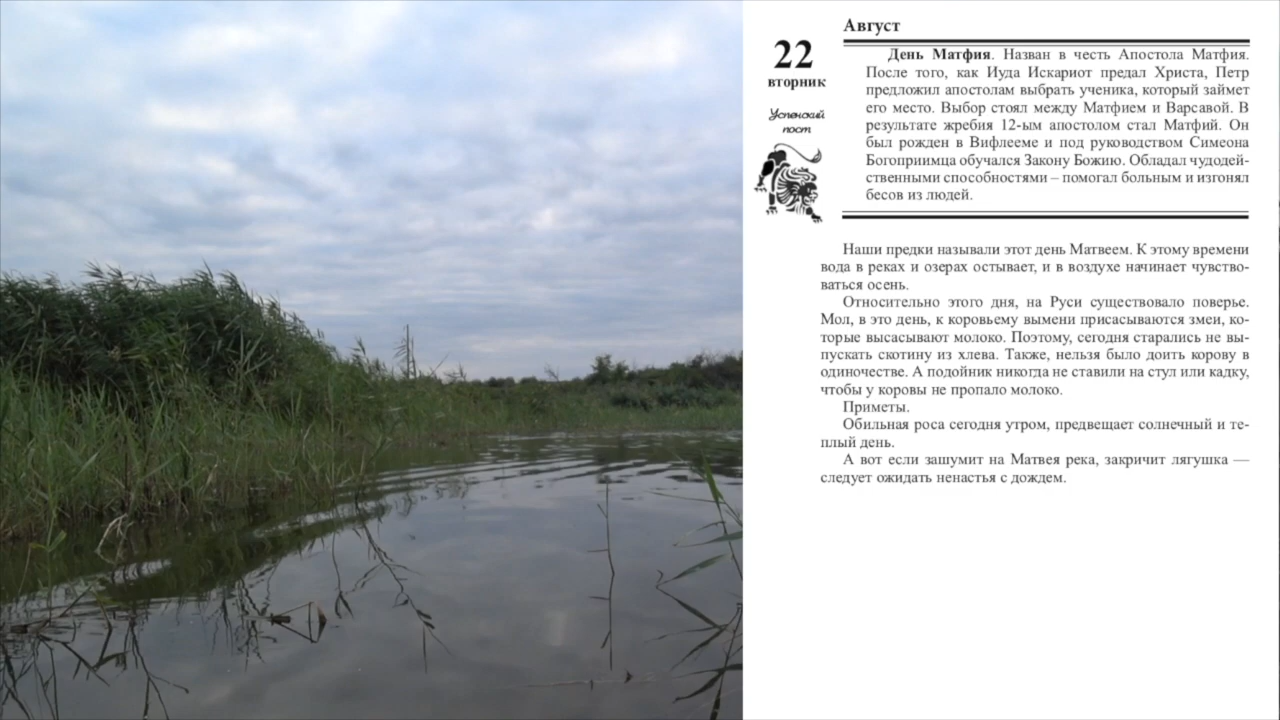 Август
22
вторник
Успенский
пост
День Матфия. Назван в честь Апостола Матфия.
После того, как Иуда Искариот предал Христа, Петр
предложил апостолам выбрать ученика, который займет
его место. Выбор стоял между Матфием и Варсавой. В
результате жребия 12-ым апостолом стал Матфий. Он
был рожден в Вифлееме и под руководством Симеона
Богоприимца обучался Закону Божию. Обладал чудодей-
ственными способностями – помогал больным и изгонял
бесов из людей.
Наши предки называли этот день Матвеем. К этому времени
вода в реках и озерах остывает, и в воздухе начинает чувство-
ваться осень.
Относительно этого дня, на Руси существовало поверье.
Мол, в это день, к коровьему вымени присасываются змеи, ко-
торые высасывают молоко. Поэтому, сегодня старались не вы-
пускать скотину из хлева. Также, нельзя было доить корову в
одиночестве. А подойник никогда не ставили на стул или кадку,
чтобы у коровы не пропало молоко.
Приметы.
Обильная роса сегодня утром, предвещает солнечный и те-
плый день.
А вот если зашумит на Матвея река, закричит лягушка —
следует ожидать ненастья с дождем.